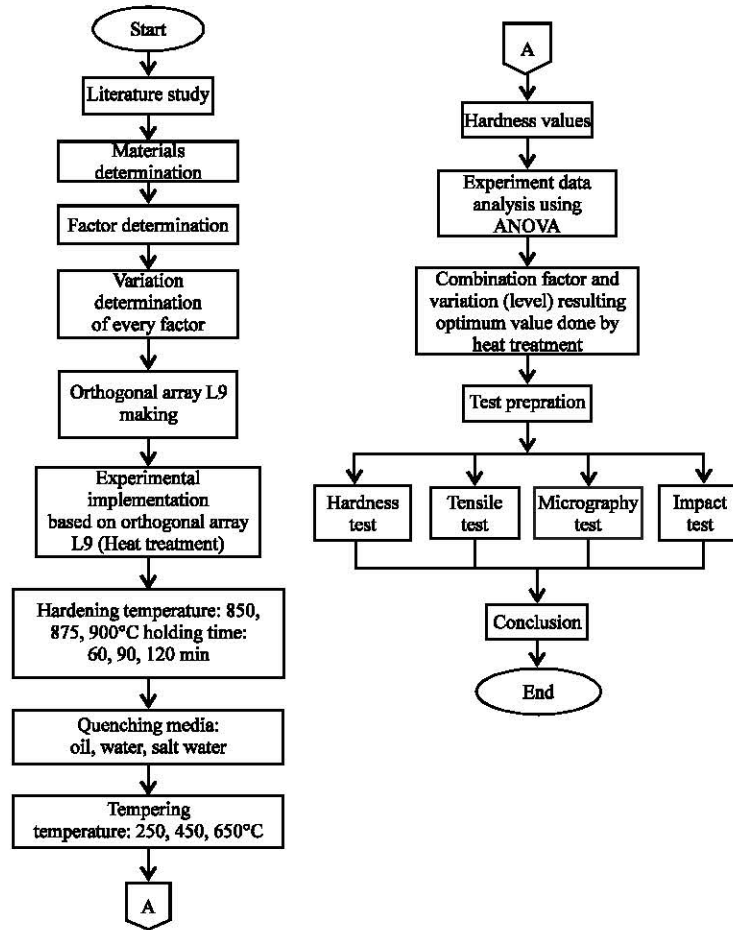 Start
Literature study
Materials
determination
Factor determination
Variation
determination
of every factor
Orthogonal array L9
making
Experimental
implementation
based on orthogonal array
L9 (Heat treatment)
Hardening temperature: 850,
875, 900°C holding time:
60, 90, 120 min
Quenching media:
oil, water, salt water
Tempering
temperature: 250, 450, 650°C
A
A
Hardness values
Experiment data
analysis using
ANOVA
Combination factor and
variation (level) resulting
optimum value done by
heat treatment
Test prepration
Hardness
test
Tensile
test
Micrography
test
Impact
test
Conclusion
End